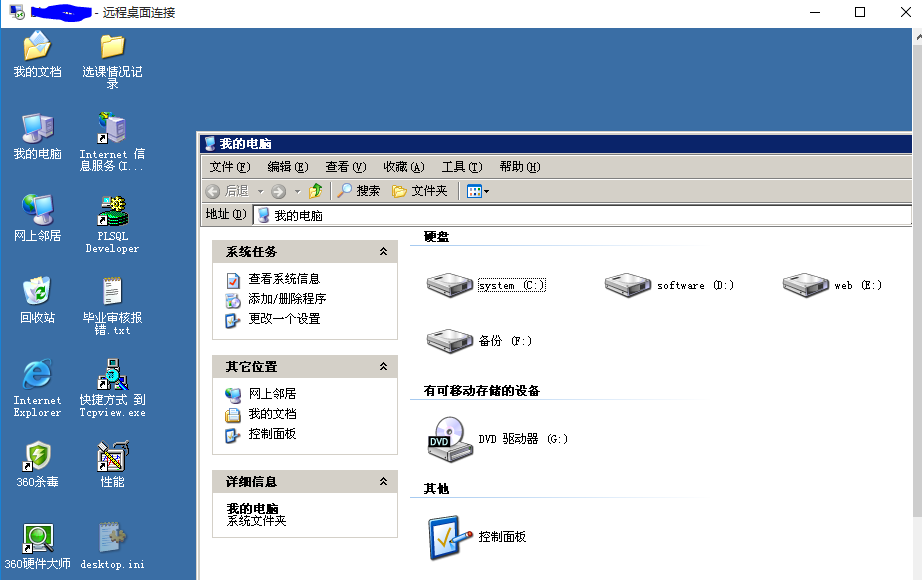 - 远程桌面连接
我的文档
选课情况记
录
我的电脑
Internet 信
息服务(I...
网上邻居
PLSQL
Developer
回收站
毕业审核报
错.txt
Internet
Explorer
快捷方式 到
Tcpview.exe
360杀毒
性能
360硬件大师
desktop.ini
我的电脑
文件(F) 编辑(E) 查看(V) 收藏(A) 工具(T) 帮助(H)
后退 搜索 文件夹
地址(D) 我的电脑
系统任务
查看系统信息
添加/删除程序
更改一个设置
其它位置
网上邻居
我的文档
控制面板
详细信息
我的电脑
系统文件夹
硬盘
system (C:) software (D:) web (E:)
备份 (F:)
有可移动存储的设备
DVD
DVD 驱动器 (G:)
其他
控制面板